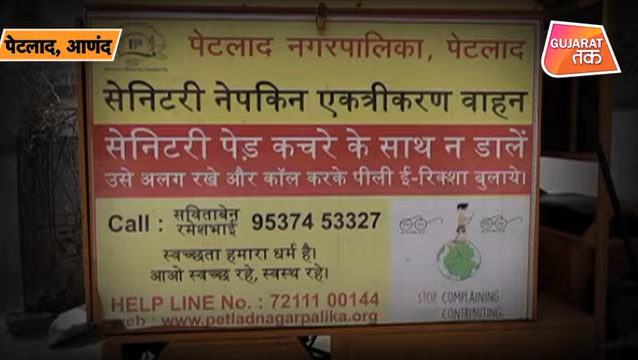 पेटलाद, आणंद
GUJARAT
तक
पेटलाद नगरपालिका, पेटलाद
सेनिटरी नेपकिन एकत्रीकरण वाहन
सेनिटरी पेड़ कचरे के साथ न डालें
उसे अलग रखे और कॉल करके पीली ई-रिक्शा बुलाये।
Call : सविताबेन रमेशभाई 95374 53327
स्वच्छता हमारा धर्म है।
आओ स्वच्छ रहे, स्वस्थ रहे।
STOP COMPLAINING
CONTRIBUTING.
HELP LINE No. : 72111 00144
web : www.petladnagarpalika.org